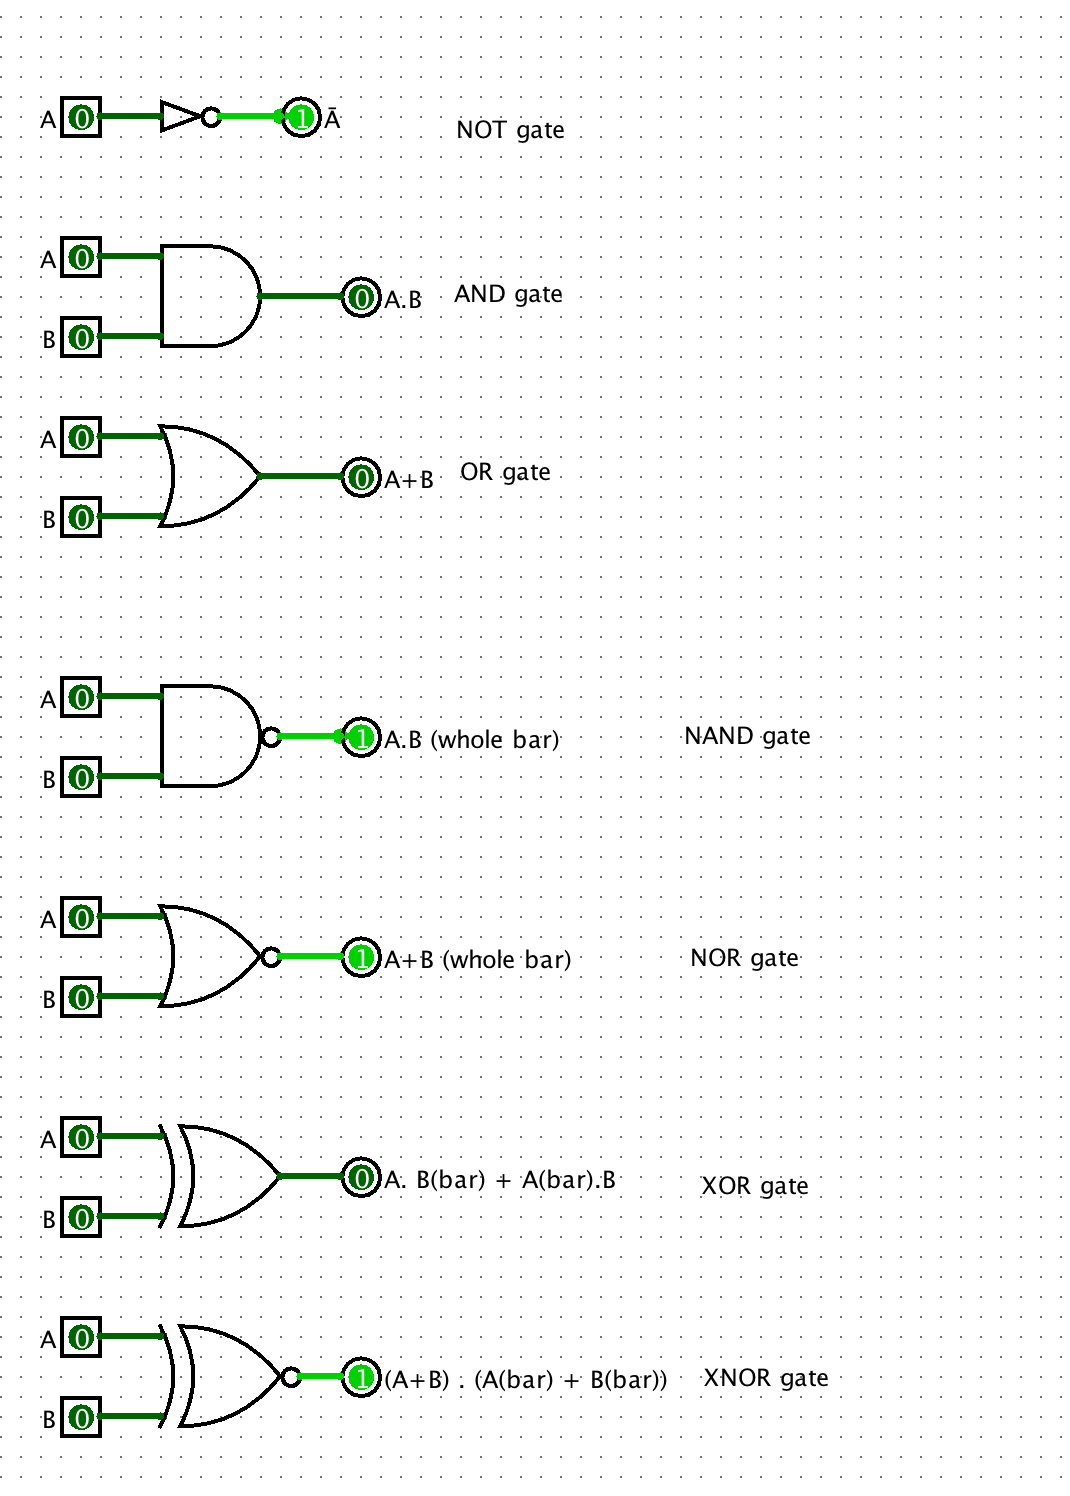 A 0 1 Ā NOT gate
A 0
0 A.B AND gate
B 0
A 0
0 A+B OR gate
B 0
A 0
1 A.B (whole bar) NAND gate
B 0
A 0
1 A+B (whole bar) NOR gate
B 0
A 0
0 A. B(bar) + A(bar).B XOR gate
B 0
A 0
1 (A+B) . (A(bar) + B(bar)) XNOR gate
B 0